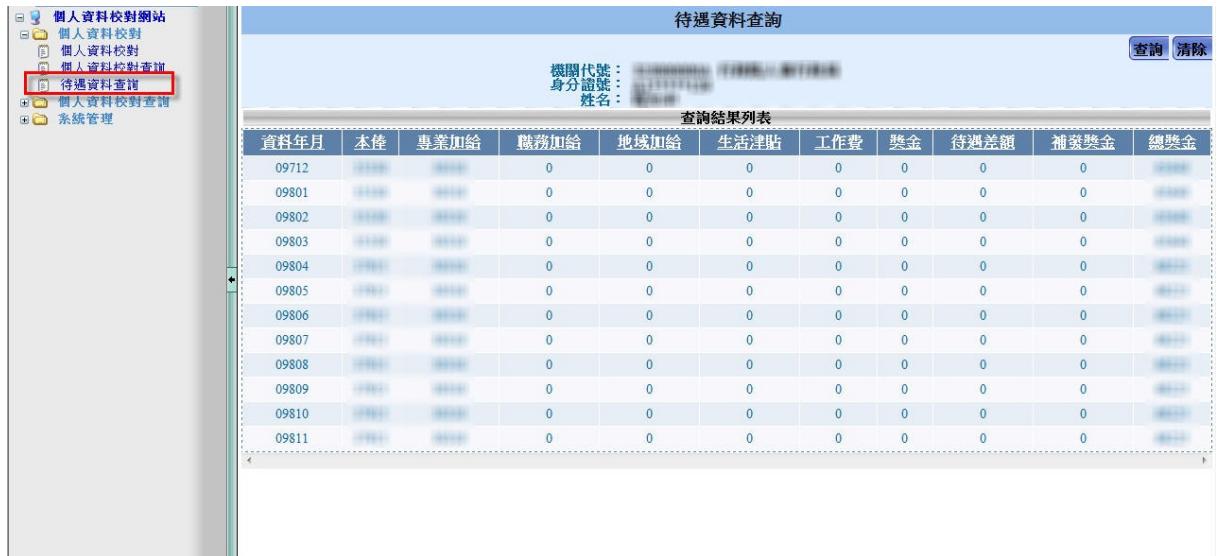 個人資料校對網站
個人資料校對
個人資料校對
個人資料校對查詢
待遇資料查詢
個人資料校對查詢
系統管理
待遇資料查詢
查詢 清除
機關代號：
身分證號：
姓名：
查詢結果列表
資料年月 本俸 專業加給 職務加給 地域加給 生活津貼 工作費 獎金 待遇差額 補發獎金 總獎金
09712 0 0 0 0 0 0 0
09801 0 0 0 0 0 0 0
09802 0 0 0 0 0 0 0
09803 0 0 0 0 0 0 0
09804 0 0 0 0 0 0 0
09805 0 0 0 0 0 0 0
09806 0 0 0 0 0 0 0
09807 0 0 0 0 0 0 0
09808 0 0 0 0 0 0 0
09809 0 0 0 0 0 0 0
09810 0 0 0 0 0 0 0
09811 0 0 0 0 0 0 0